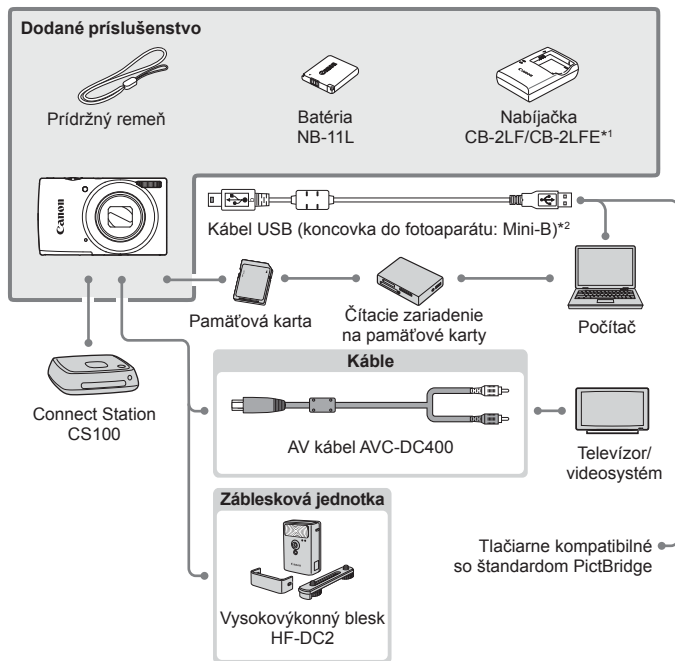 Dodané príslušenstvo
Prídržný remeň
Batéria
NB-11L
Nabíjačka
CB-2LF/CB-2LFE*1
Canon
Kábel USB (koncovka do fotoaparátu: Mini-B)*2
Pamäťová karta
Čítacie zariadenie
na pamäťové karty
Počítač
Connect Station
CS100
Káble
AV kábel AVC-DC400
Televízor/
videosystém
Záblesková jednotka
Vysokovýkonný blesk
HF-DC2
Tlačiarne kompatibilné
so štandardom PictBridge